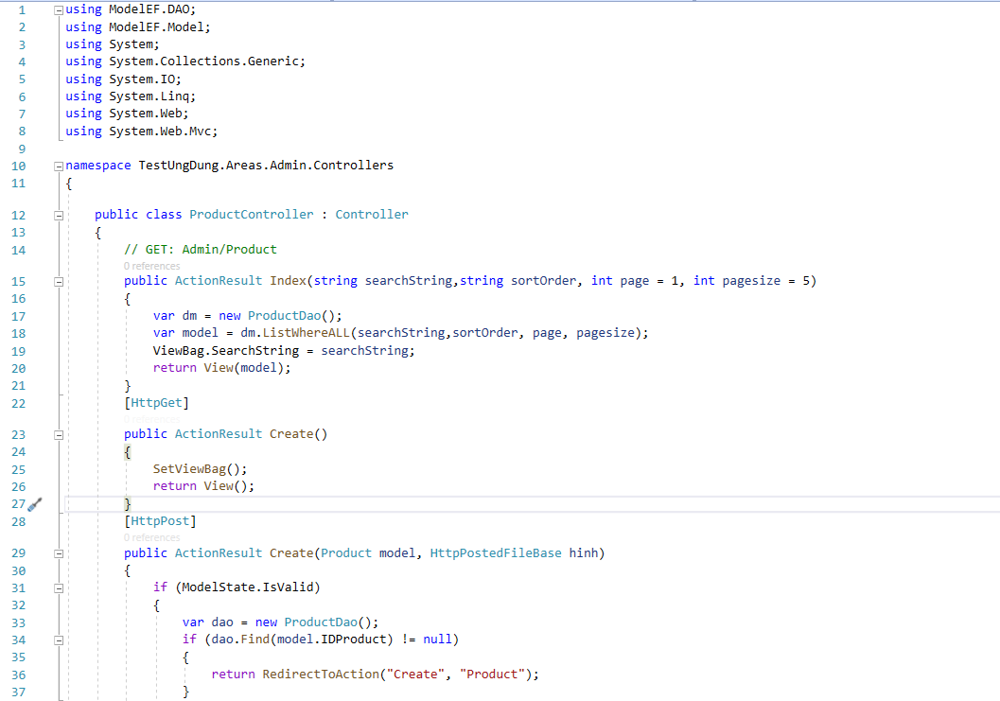 1 using ModelEF.DAO;
2 using ModelEF.Model;
3 using System;
4 using System.Collections.Generic;
5 using System.IO;
6 using System.Linq;
7 using System.Web;
8 using System.Web.Mvc;
9
10 namespace TestUngDung.Areas.Admin.Controllers
11 {
12 public class ProductController : Controller
13 {
14 // GET: Admin/Product
0 references
15 public ActionResult Index(string searchString,string sortOrder, int page = 1, int pagesize = 5)
16 {
17 var dm = new ProductDao();
18 var model = dm.ListWhereALL(searchString,sortOrder, page, pagesize);
19 ViewBag.SearchString = searchString;
20 return View(model);
21 }
22 [HttpGet]
0 references
23 public ActionResult Create()
24 {
25 SetViewBag();
26 return View();
27 }
28 [HttpPost]
0 references
29 public ActionResult Create(Product model, HttpPostedFileBase hinh)
30 {
31 if (ModelState.IsValid)
32 {
33 var dao = new ProductDao();
34 if (dao.Find(model.IDProduct) != null)
35 {
36 return RedirectToAction("Create", "Product");
37 }